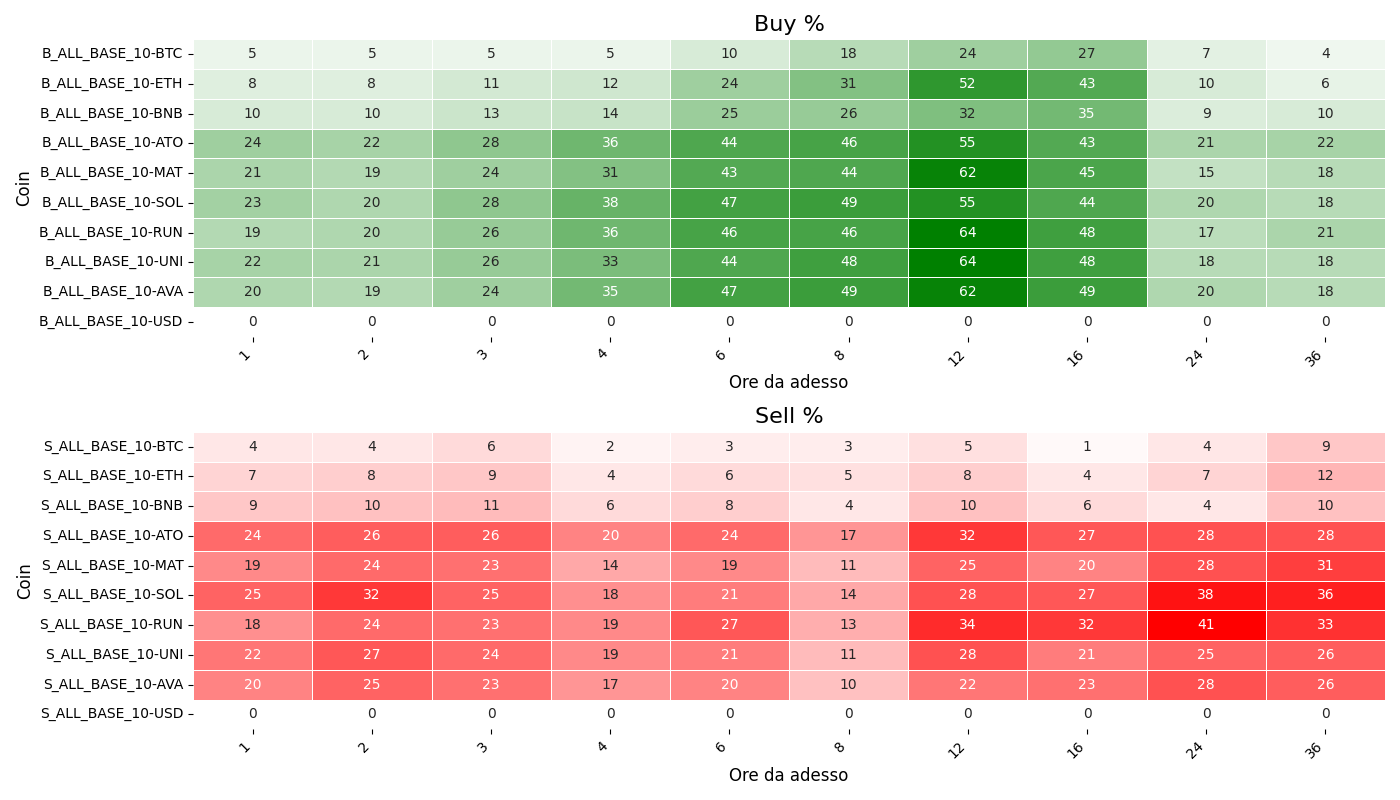 Buy %
Coin
B_ALL_BASE_10-BTC 5 5 5 5 10 18 24 27 7 4
B_ALL_BASE_10-ETH 8 8 11 12 24 31 52 43 10 6
B_ALL_BASE_10-BNB 10 10 13 14 25 26 32 35 9 10
B_ALL_BASE_10-ATO 24 22 28 36 44 46 55 43 21 22
B_ALL_BASE_10-MAT 21 19 24 31 43 44 62 45 15 18
B_ALL_BASE_10-SOL 23 20 28 38 47 49 55 44 20 18
B_ALL_BASE_10-RUN 19 20 26 36 46 46 64 48 17 21
B_ALL_BASE_10-UNI 22 21 26 33 44 48 64 48 18 18
B_ALL_BASE_10-AVA 20 19 24 35 47 49 62 49 20 18
B_ALL_BASE_10-USD 0 0 0 0 0 0 0 0 0 0
1 2 3 4 6 8 12 16 24 36
Ore da adesso
Sell %
Coin
S_ALL_BASE_10-BTC 4 4 6 2 3 3 5 1 4 9
S_ALL_BASE_10-ETH 7 8 9 4 6 5 8 4 7 12
S_ALL_BASE_10-BNB 9 10 11 6 8 4 10 6 4 10
S_ALL_BASE_10-ATO 24 26 26 20 24 17 32 27 28 28
S_ALL_BASE_10-MAT 19 24 23 14 19 11 25 20 28 31
S_ALL_BASE_10-SOL 25 32 25 18 21 14 28 27 38 36
S_ALL_BASE_10-RUN 18 24 23 19 27 13 34 32 41 33
S_ALL_BASE_10-UNI 22 27 24 19 21 11 28 21 25 26
S_ALL_BASE_10-AVA 20 25 23 17 20 10 22 23 28 26
S_ALL_BASE_10-USD 0 0 0 0 0 0 0 0 0 0
1 2 3 4 6 8 12 16 24 36
Ore da adesso